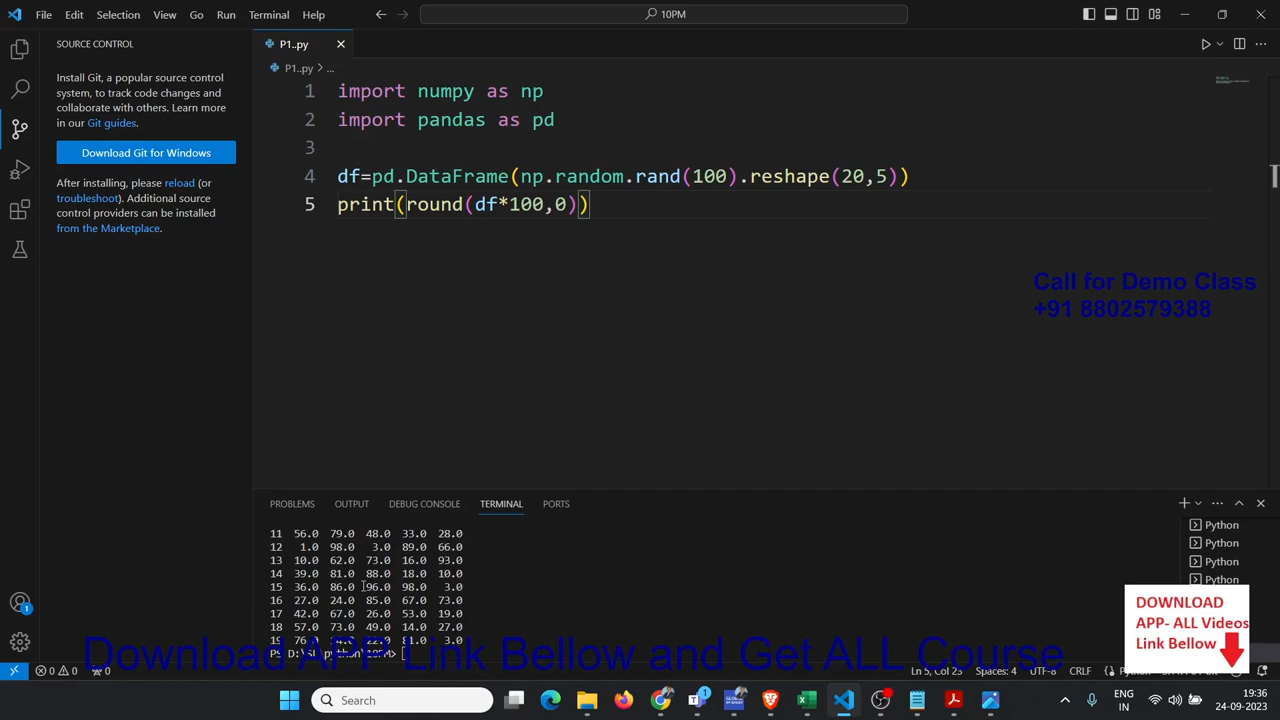 File Edit Selection View Go Run Terminal Help
10PM
SOURCE CONTROL
Install Git, a popular source control
system, to track code changes and
collaborate with others. Learn more
in our Git guides.
Download Git for Windows
After installing, please reload (or
troubleshoot). Additional source
control providers can be installed
from the Marketplace.
P1..py
P1..py > ...
1 import numpy as np
2 import pandas as pd
3
4 df=pd.DataFrame(np.random.rand(100).reshape(20,5))
5 print(round(df*100,0))
Call for Demo Class
+91 8802579388
PROBLEMS OUTPUT DEBUG CONSOLE TERMINAL PORTS
11 56.0 79.0 48.0 33.0 28.0
12 1.0 98.0 3.0 89.0 66.0
13 10.0 62.0 73.0 16.0 93.0
14 39.0 81.0 88.0 18.0 10.0
15 36.0 86.0 96.0 98.0 3.0
16 27.0 24.0 85.0 67.0 73.0
17 42.0 67.0 26.0 53.0 19.0
18 57.0 73.0 49.0 14.0 27.0
Python
Python
Python
Python
DOWNLOAD
APP- ALL Videos
Link Bellow
Download APP Link Bellow and Get ALL Course
0 0 0
Ln 5, Col 23 Spaces: 4 UTF-8 CRLF
Search
1
1
ENG
IN
19:36
24-09-2023